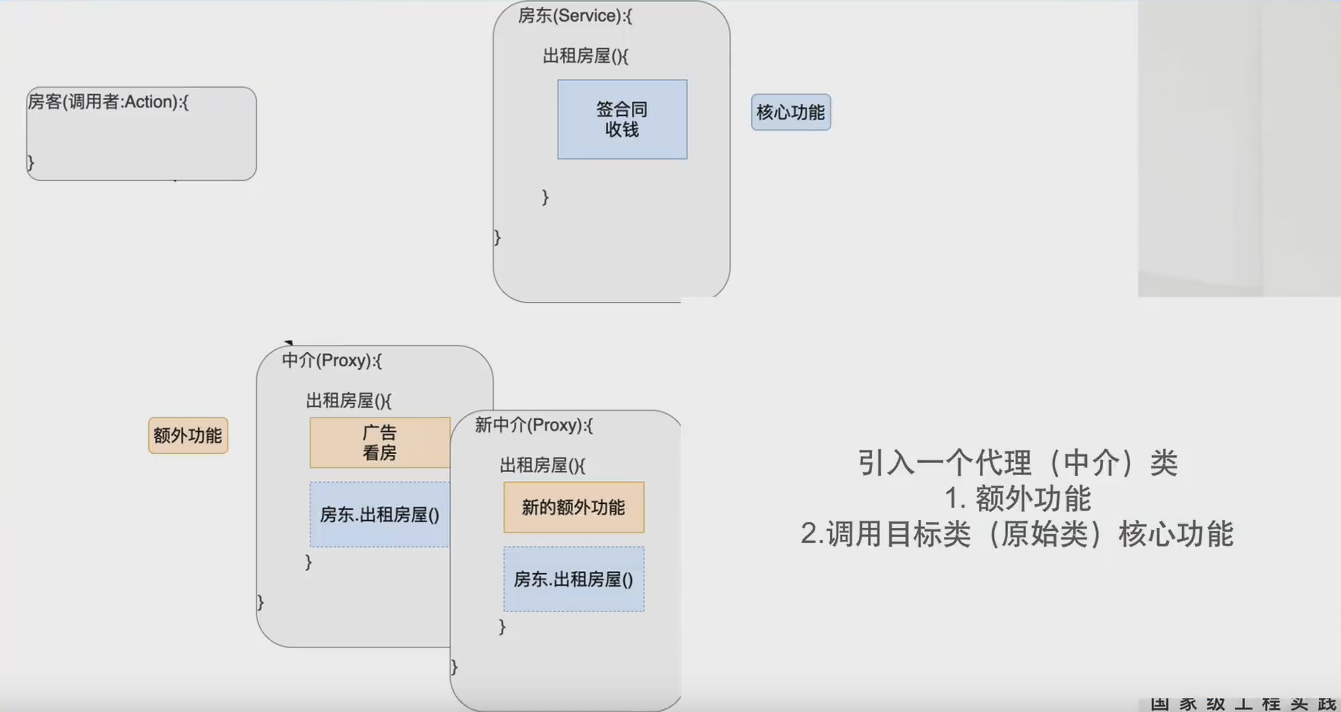 房东(Service):{
出租房屋(){
签合同
收钱
}
}
核心功能
房客(调用者:Action):{
}
中介(Proxy):{
出租房屋(){
广告
看房
房东.出租房屋()
}
}
额外功能
新中介(Proxy):{
出租房屋(){
新的额外功能
房东.出租房屋()
}
}
引入一个代理（中介）类
1. 额外功能
2.调用目标类（原始类）核心功能
国家级工程实践